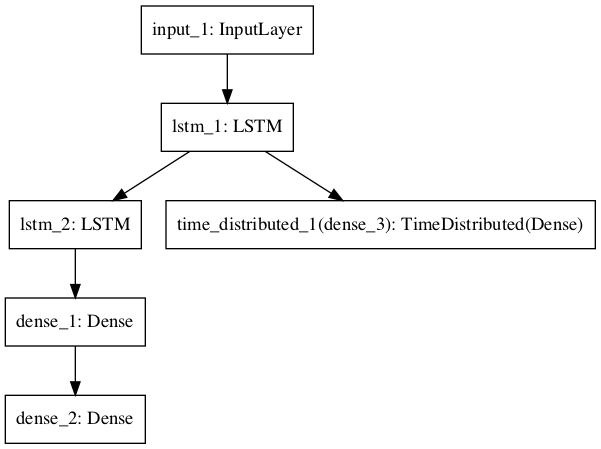 input_1: InputLayer
lstm_1: LSTM
lstm_2: LSTM
time_distributed_1(dense_3): TimeDistributed(Dense)
dense_1: Dense
dense_2: Dense